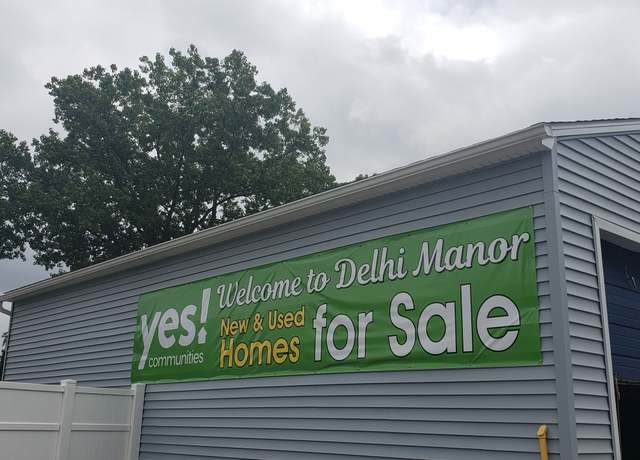 yes!
communities
Welcome to Delhi Manor
New & Used
Homes
for Sale